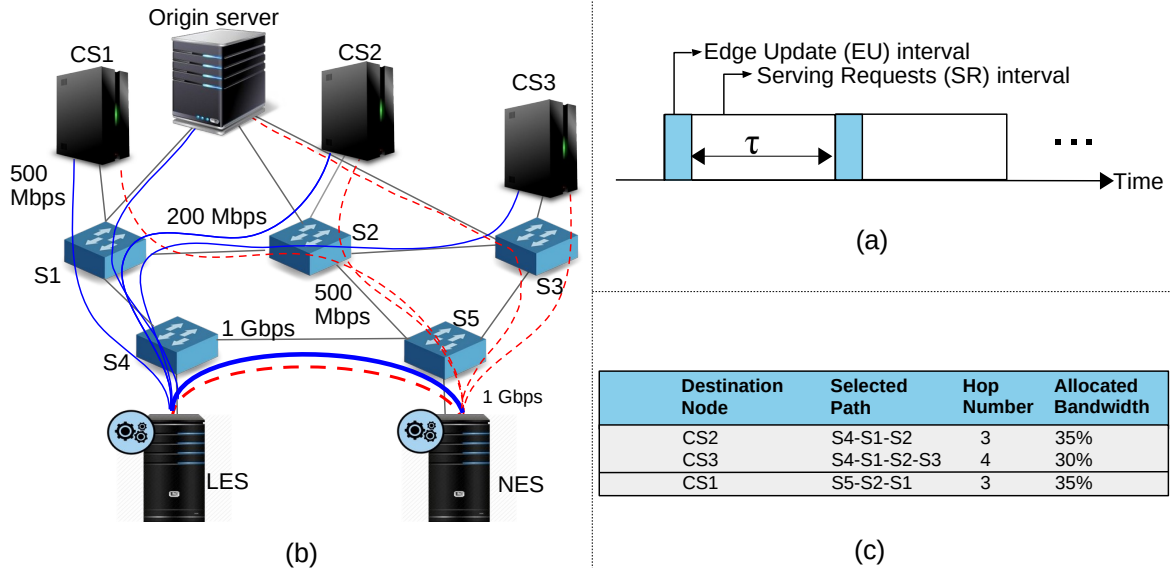 Origin server
CS1
CS2
CS3
500
Mbps
200 Mbps
S1
S2
S3
500
Mbps
S4
1 Gbps
S5
1 Gbps
LES
NES
(b)
Edge Update (EU) interval
Serving Requests (SR) interval
τ
...
Time
(a)
Destination Node Selected Path Hop Number Allocated Bandwidth
CS2 S4-S1-S2 3 35%
CS3 S4-S1-S2-S3 4 30%
CS1 S5-S2-S1 3 35%
(c)